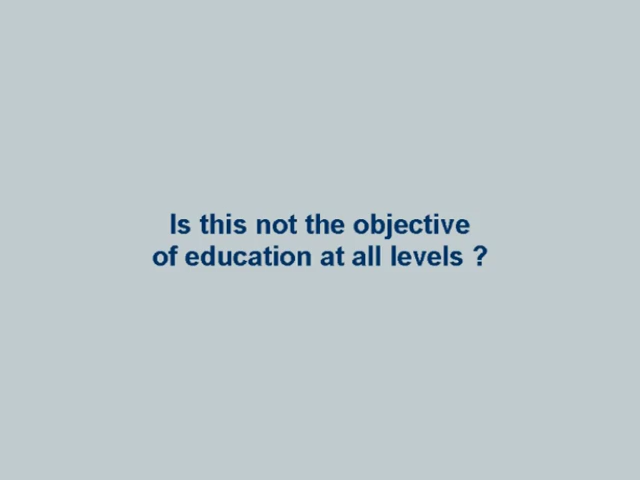 Is this not the objective
of education at all levels ?